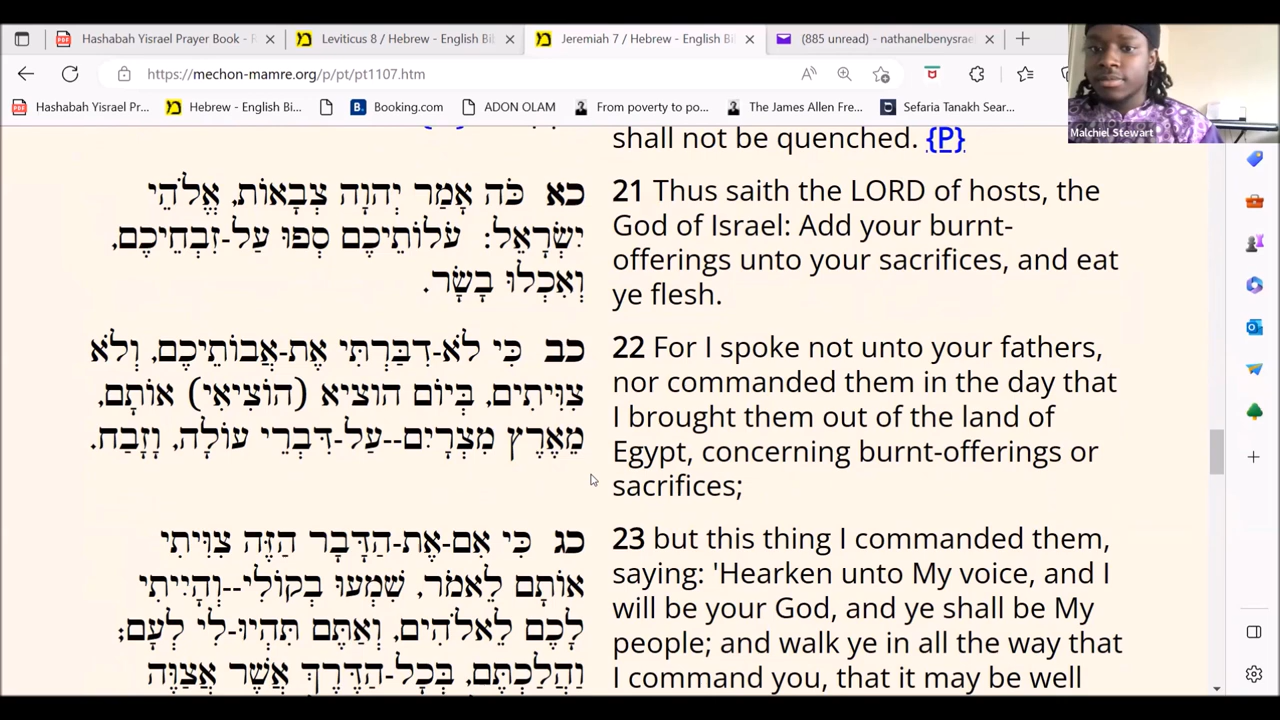 Hashabah Yisrael Prayer Book - R
Leviticus 8 / Hebrew - English Bib
Jeremiah 7 / Hebrew - English Bi
(885 unread) - nathanelbenysrae
https://mechon-mamre.org/p/pt/pt1107.htm
Hashabah Yisrael Pr...
Hebrew - English Bi...
Booking.com
ADON OLAM
From poverty to po...
The James Allen Fre...
Sefaria Tanakh Sear...
Malchiel Stewart
shall not be quenched. {P}
כא כֹּה אָמַר יְהוָה צְבָאוֹת, אֱלֹהֵי
יִשְׂרָאֵל: עֹלוֹתֵיכֶם סְפוּ עַל-זִבְחֵיכֶם,
וְאִכְלוּ בָשָׂר.
21 Thus saith the LORD of hosts, the
God of Israel: Add your burnt-
offerings unto your sacrifices, and eat
ye flesh.
כב כִּי לֹא-דִבַּרְתִּי אֶת-אֲבוֹתֵיכֶם, וְלֹא
צִוִּיתִים, בְּיוֹם הוציא (הוֹצִיאִי) אוֹתָם,
מֵאֶרֶץ מִצְרָיִם--עַל-דִּבְרֵי עוֹלָה, וָזָבַח.
22 For I spoke not unto your fathers,
nor commanded them in the day that
I brought them out of the land of
Egypt, concerning burnt-offerings or
sacrifices;
כג כִּי אִם-אֶת-הַדָּבָר הַזֶּה צִוִּיתִי
אוֹתָם לֵאמֹר, שִׁמְעוּ בְקוֹלִי--וְהָיִיתִי
לָכֶם לֵאלֹהִים, וְאַתֶּם תִּהְיוּ-לִי לְעָם;
וַהֲלַכְתֶּם, בְּכָל-הַדֶּרֶךְ אֲשֶׁר אֲצַוֶּה
23 but this thing I commanded them,
saying: 'Hearken unto My voice, and I
will be your God, and ye shall be My
people; and walk ye in all the way that
I command you, that it may be well